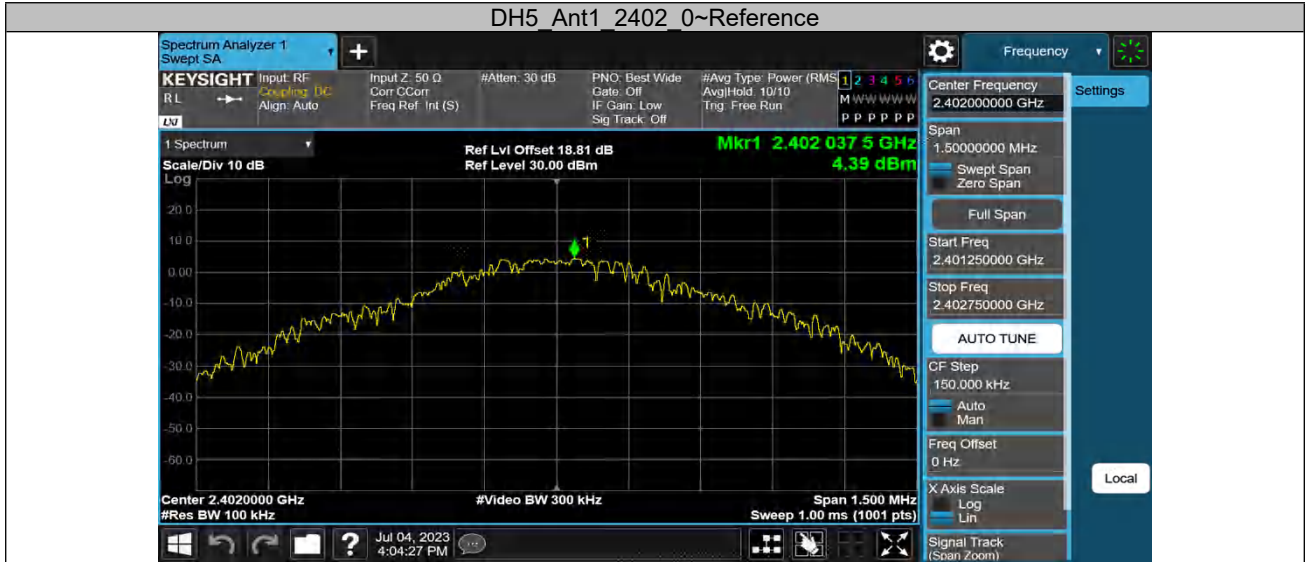 DH5_Ant1_2402_0~Reference
Spectrum Analyzer 1
Swept SA
+
Frequency
KEYSIGHT
RL
LXI
Input: RF
Coupling: DC
Align: Auto
Input Z: 50 Ω
Corr CCorr
Freq Ref: Int (S)
#Atten: 30 dB
PNO: Best Wide
Gate: Off
IF Gain: Low
Sig Track: Off
#Avg Type: Power (RMS
Avg|Hold: 10/10
Trig: Free Run
1 2 3 4 5 6
M W W W W W
P P P P P P
1 Spectrum
Scale/Div 10 dB
Log
Ref Lvl Offset 18.81 dB
Ref Level 30.00 dBm
Mkr1 2.402 037 5 GHz
4.39 dBm
20.0
10.0
0.00
-10.0
-20.0
-30.0
-40.0
-50.0
-60.0
1
Center 2.4020000 GHz
#Res BW 100 kHz
#Video BW 300 kHz
Span 1.500 MHz
Sweep 1.00 ms (1001 pts)
Center Frequency
2.402000000 GHz
Settings
Span
1.50000000 MHz
Swept Span
Zero Span
Full Span
Start Freq
2.401250000 GHz
Stop Freq
2.402750000 GHz
AUTO TUNE
CF Step
150.000 kHz
Auto
Man
Freq Offset
0 Hz
X Axis Scale
Log
Lin
Local
Signal Track
(Span Zoom)
?
Jul 04, 2023
4:04:27 PM